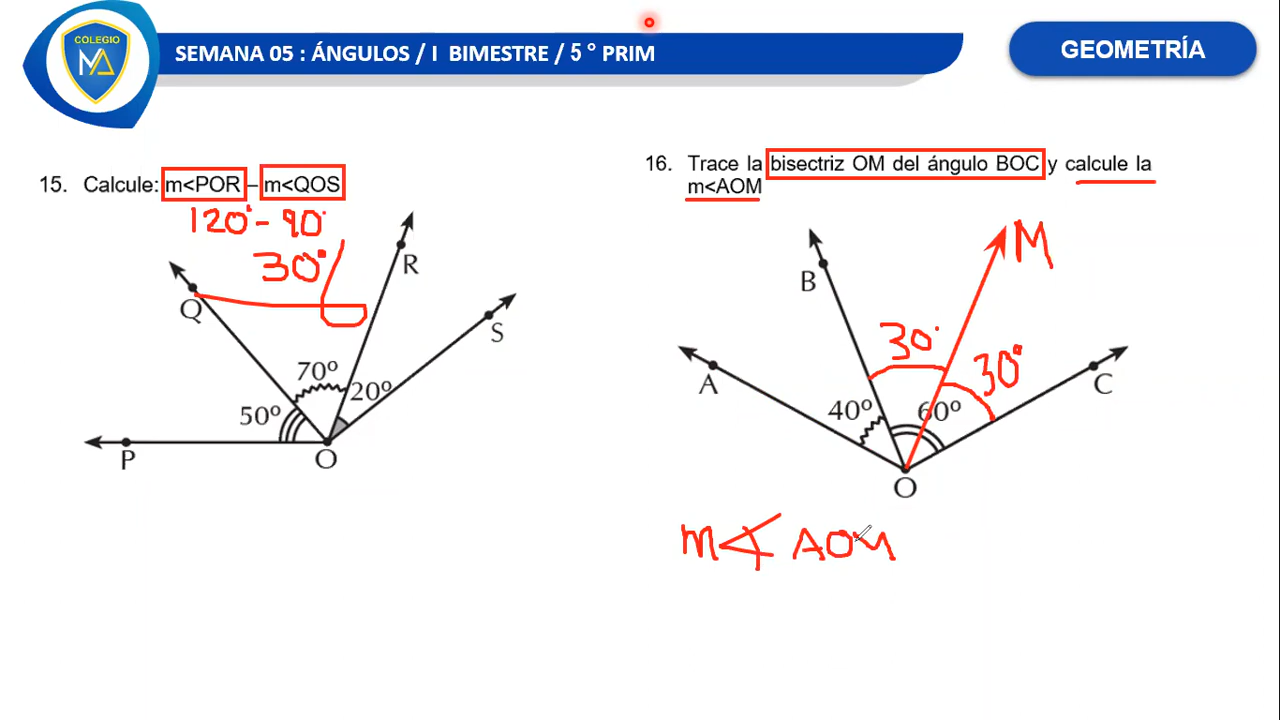 COLEGIO
MA
SEMANA 05 : ÁNGULOS / I BIMESTRE / 5 ° PRIM
GEOMETRÍA
15. Calcule: m<POR – m<QOS
120° - 90°
30°
Q
R
S
70º
20º
50º
P
O
16. Trace la bisectriz OM del ángulo BOC y calcule la
m<AOM
M
B
30°
30°
A
C
40º
60º
O
m∢ AOM